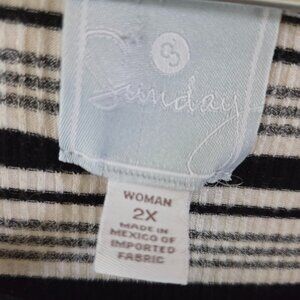 Sunday
WOMAN
2X
MADE IN
MEXICO OF
IMPORTED
FABRIC